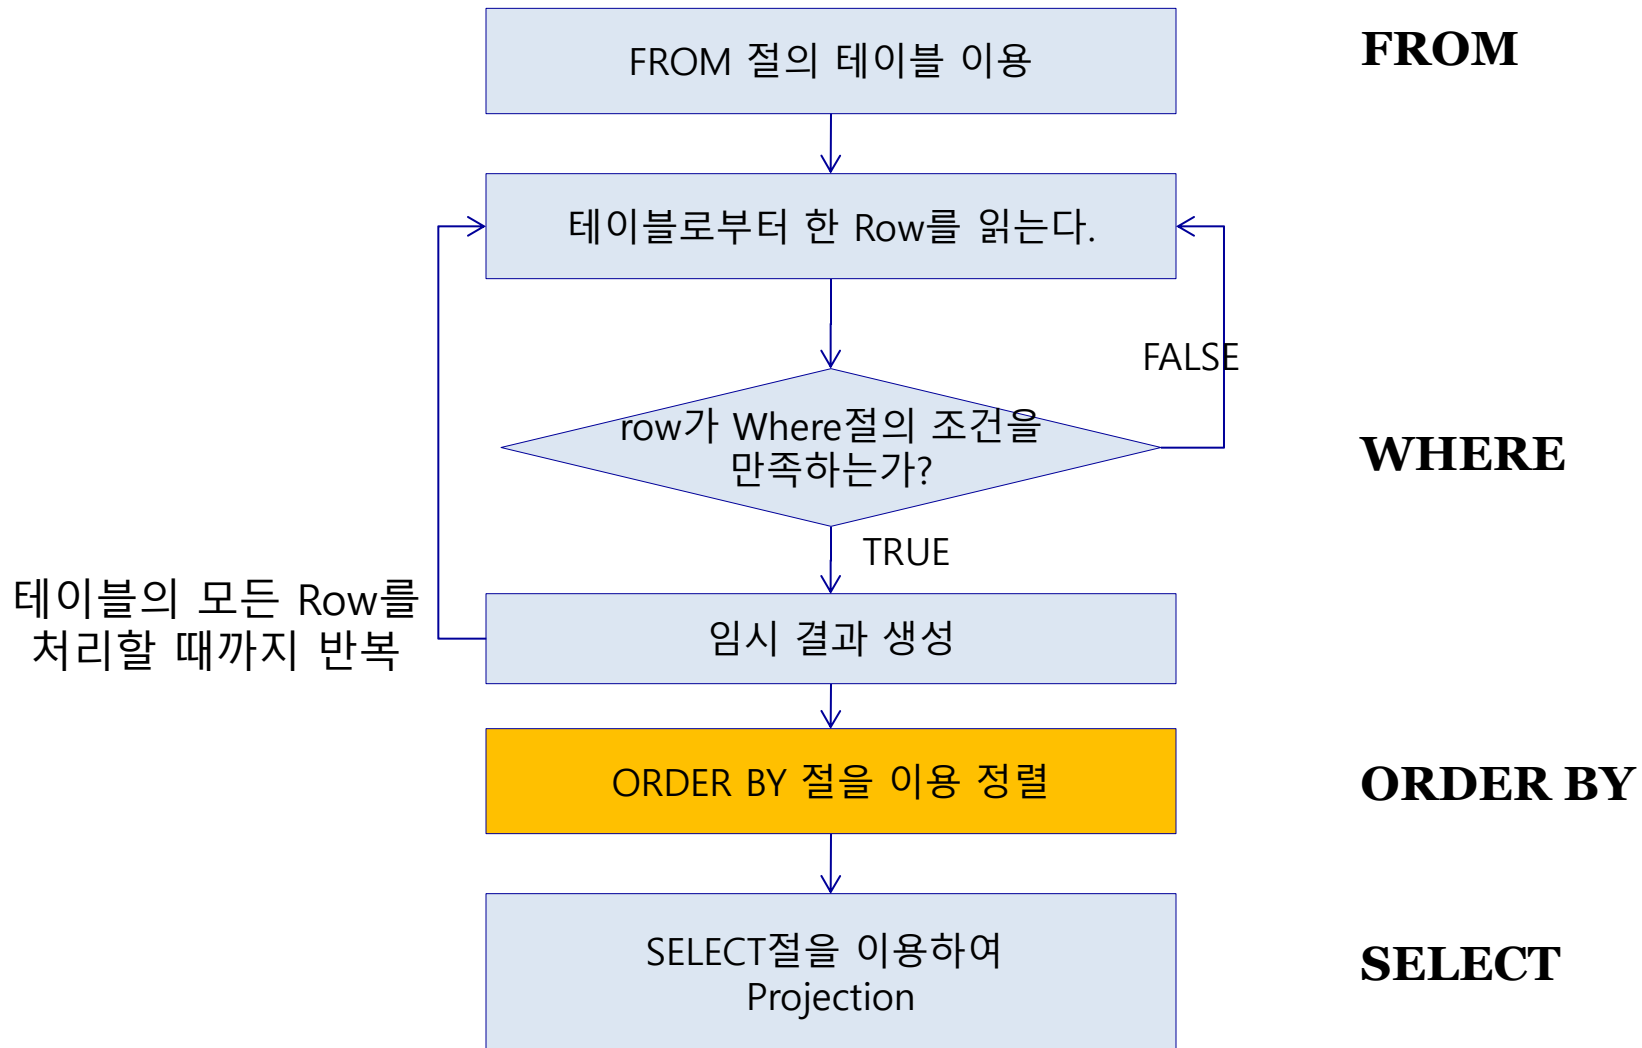 FROM 절의 테이블 이용
FROM
테이블로부터 한 Row를 읽는다.
FALSE
row가 Where절의 조건을
만족하는가?
WHERE
TRUE
테이블의 모든 Row를
처리할 때까지 반복
임시 결과 생성
ORDER BY 절을 이용 정렬
ORDER BY
SELECT절을 이용하여
Projection
SELECT